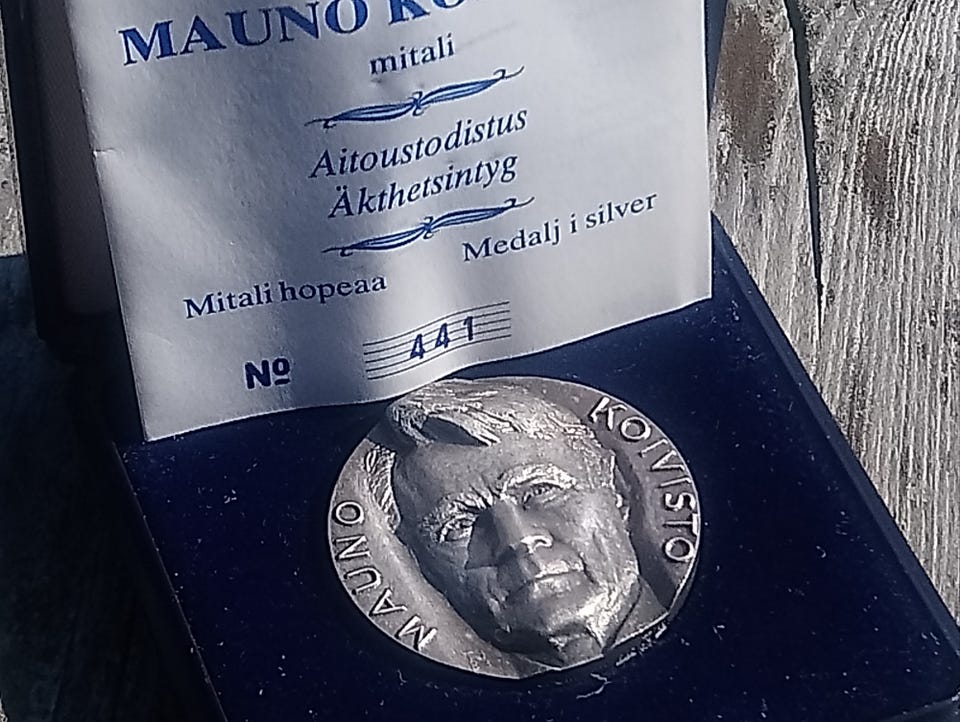 MAUNO
mitali
Aitoustodistus
Äkthetsintyg
Mitali hopeaa
Medalj i silver
Nº 441
MAUNO KOIVISTO